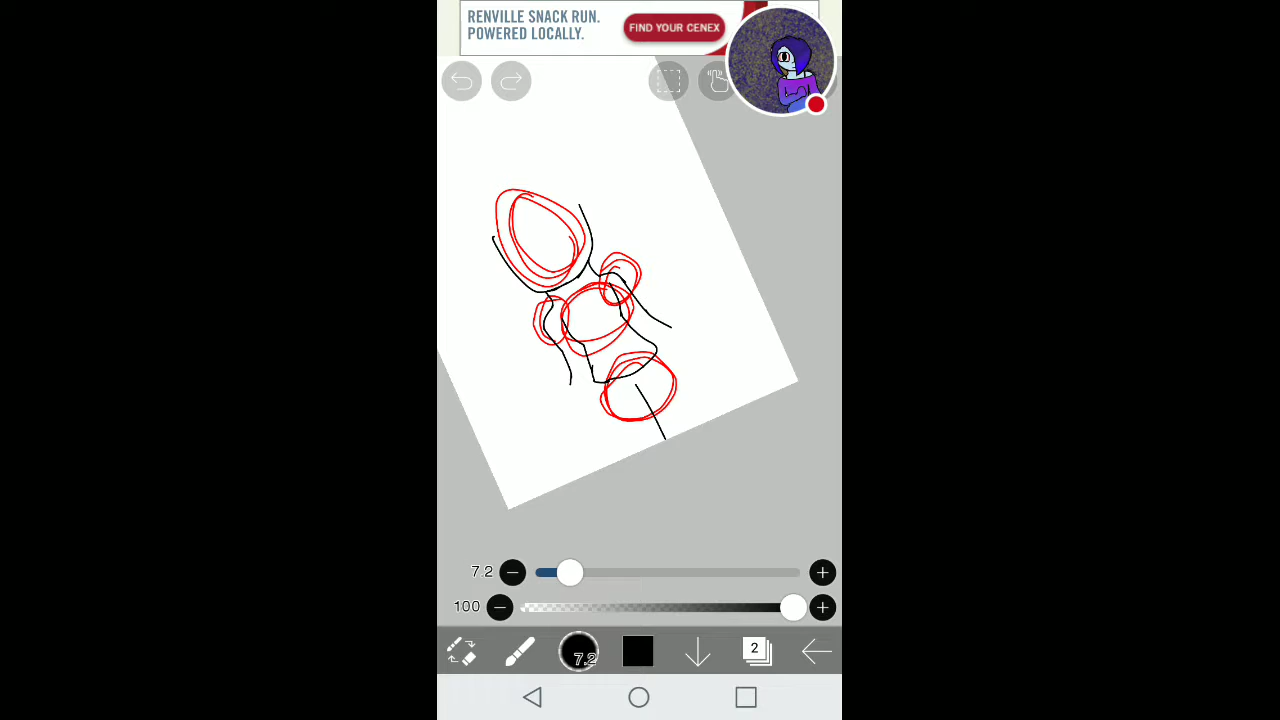 RENVILLE SNACK RUN.
POWERED LOCALLY.
FIND YOUR CENEX
7.2
100
7.2
2